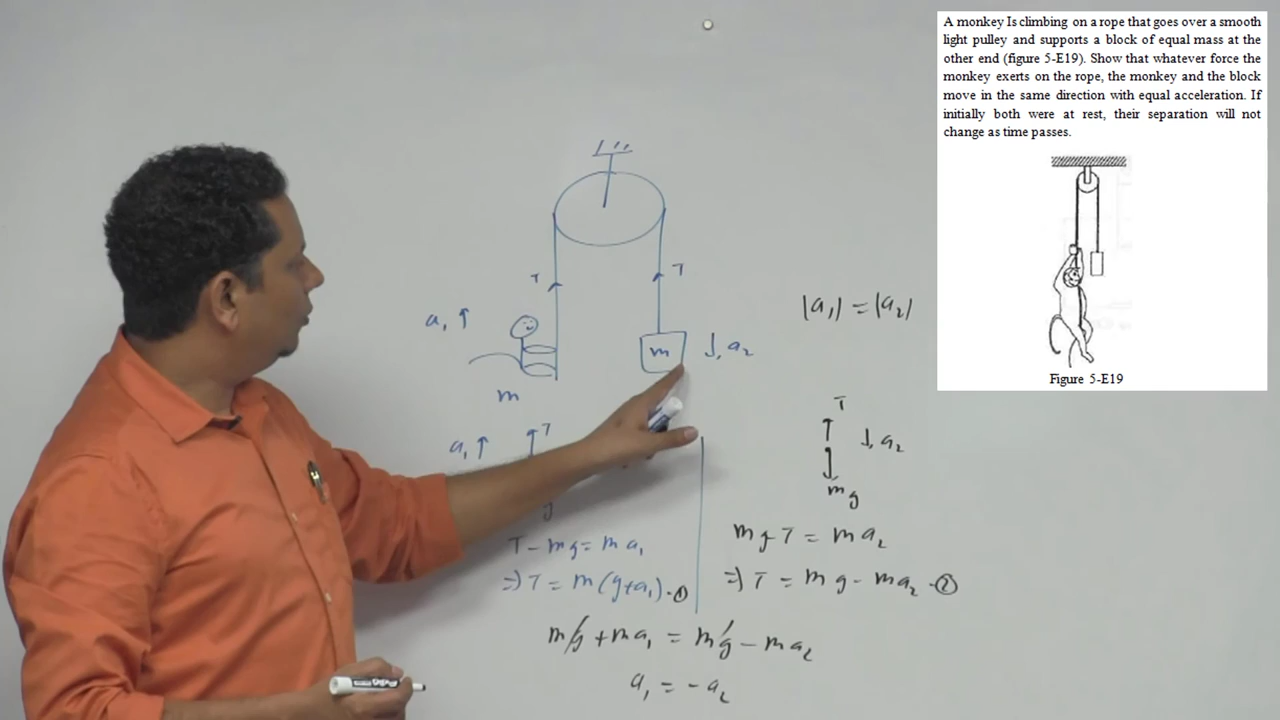 A monkey Is climbing on a rope that goes over a smooth
light pulley and supports a block of equal mass at the
other end (figure 5-E19). Show that whatever force the
monkey exerts on the rope, the monkey and the block
move in the same direction with equal acceleration. If
initially both were at rest, their separation will not
change as time passes.
Figure 5-E19
T
T
a₁ ↑
m
↓ a₂
|a₁| = |a₂|
m
a₁ ↑
↑ T
g
T - mg = ma₁
⇒ T = m(g+a₁) - ①
T
↓ a₂
mg
mg - T = ma₂
⇒ T = mg - ma₂ - ②
mg + ma₁ = mg - ma₂
a₁ = - a₂